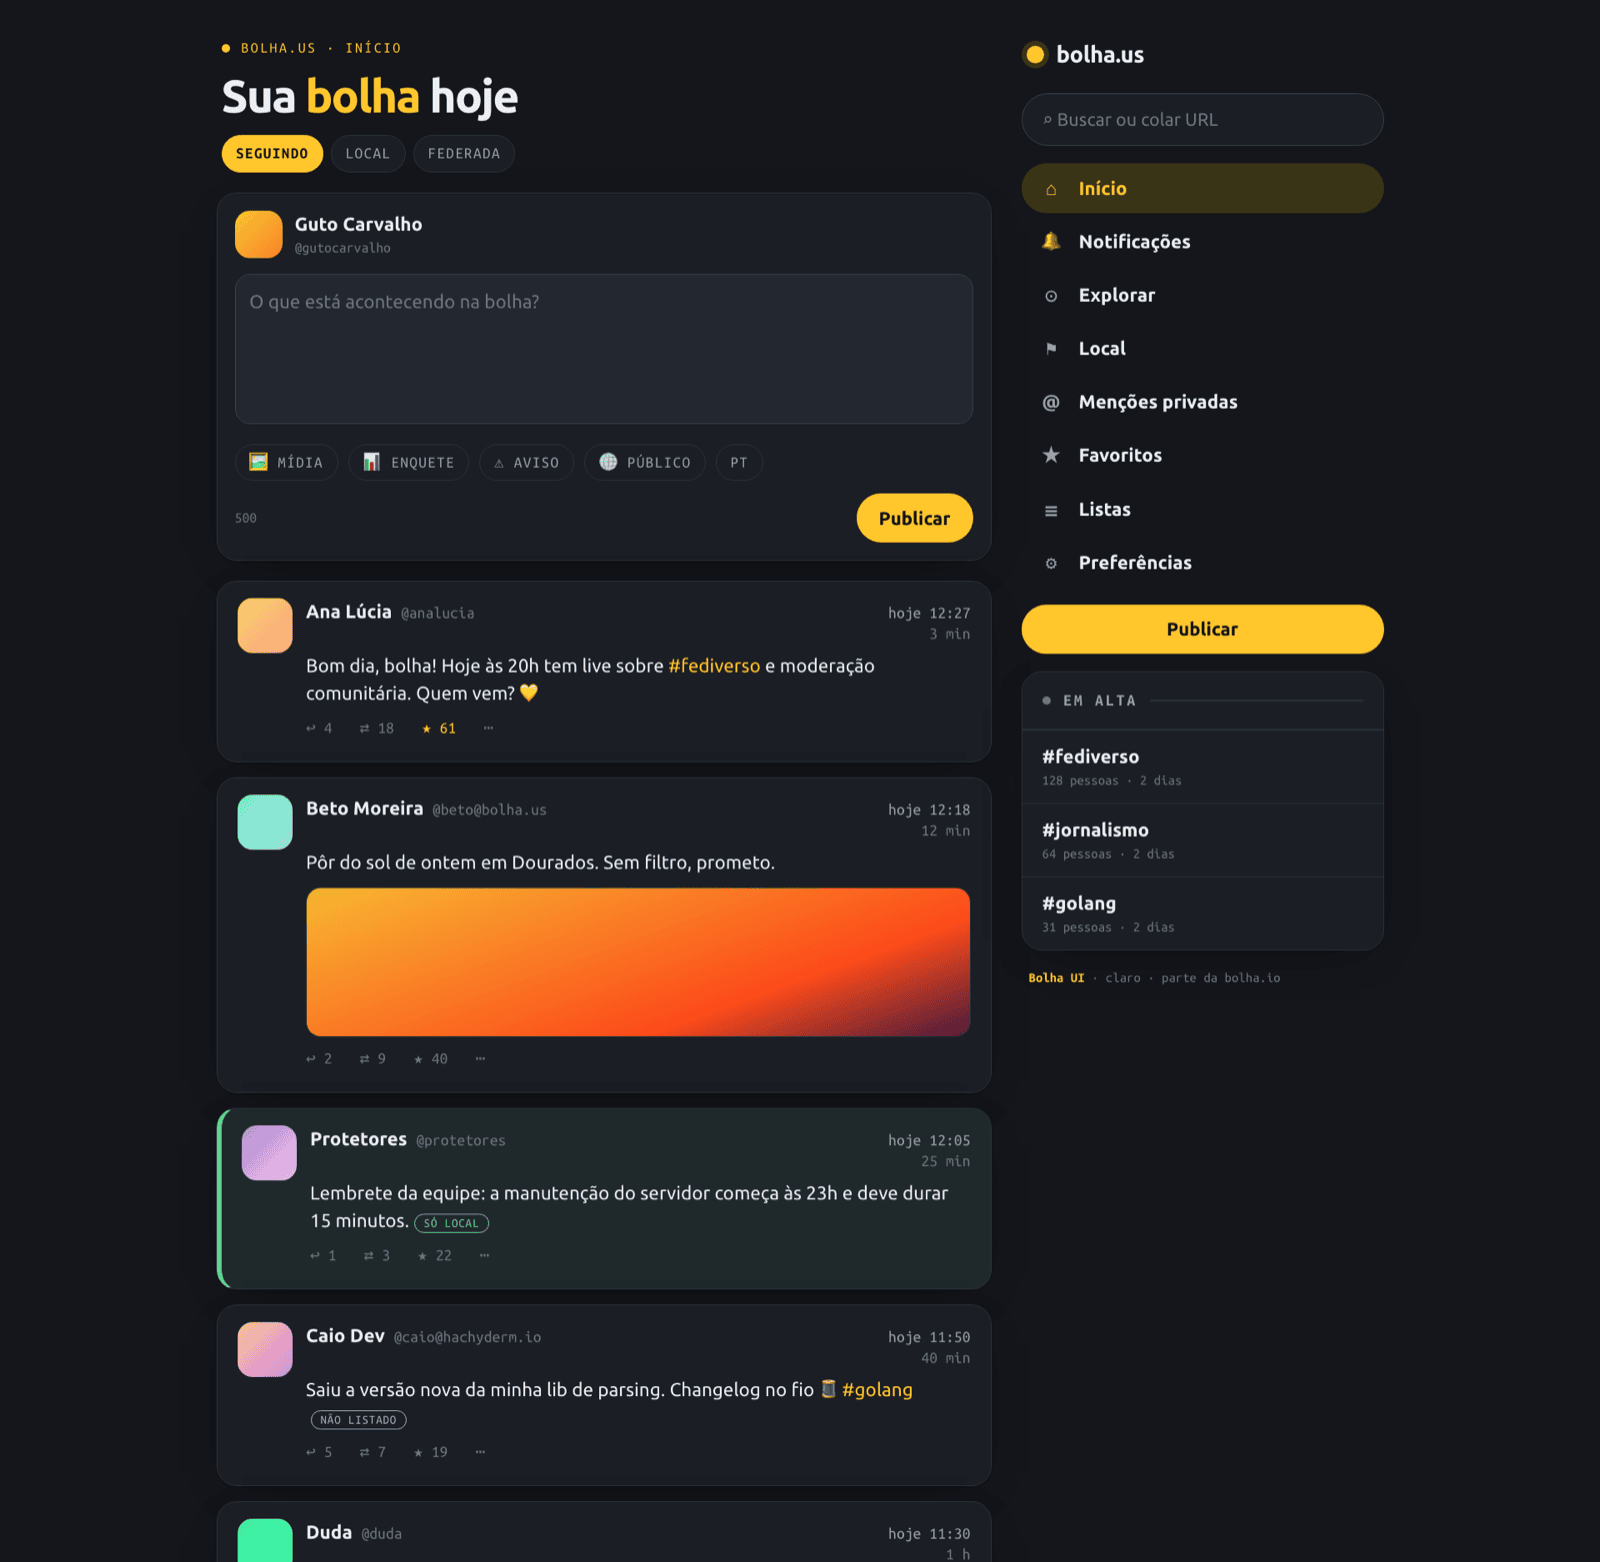 BOLHA.US · INÍCIO
Sua bolha hoje
SEGUINDO LOCAL FEDERADA
Guto Carvalho
@gutocarvalho
O que está acontecendo na bolha?
MÍDIA ENQUETE AVISO PÚBLICO PT
500 Publicar
Ana Lúcia @analucia hoje 12:27
3 min
Bom dia, bolha! Hoje às 20h tem live sobre #fediverso e moderação
comunitária. Quem vem? 💛
↩ 4 ⇄ 18 ★ 61 ⋯
Beto Moreira @beto@bolha.us hoje 12:18
12 min
Pôr do sol de ontem em Dourados. Sem filtro, prometo.
↩ 2 ⇄ 9 ★ 40 ⋯
Protetores @protetores hoje 12:05
25 min
Lembrete da equipe: a manutenção do servidor começa às 23h e deve durar
15 minutos. SÓ LOCAL
↩ 1 ⇄ 3 ★ 22 ⋯
Caio Dev @caio@hachyderm.io hoje 11:50
40 min
Saiu a versão nova da minha lib de parsing. Changelog no fio 🧵 #golang
NÃO LISTADO
↩ 5 ⇄ 7 ★ 19 ⋯
Duda @duda hoje 11:30
1 h
bolha.us
Buscar ou colar URL
Início
Notificações
Explorar
Local
@ Menções privadas
Favoritos
Listas
Preferências
Publicar
EM ALTA
#fediverso
128 pessoas · 2 dias
#jornalismo
64 pessoas · 2 dias
#golang
31 pessoas · 2 dias
Bolha UI · claro · parte da bolha.io